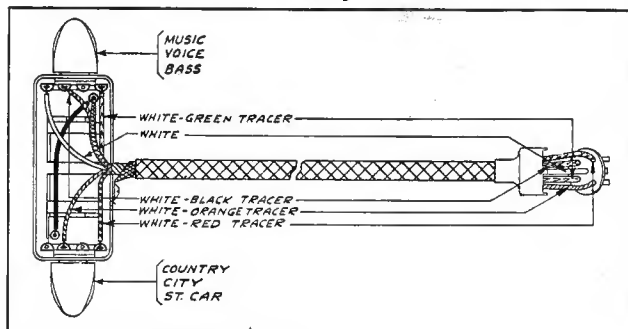 MUSIC
VOICE
BASS
WHITE-GREEN TRACER
WHITE
WHITE-BLACK TRACER
WHITE-ORANGE TRACER
WHITE-RED TRACER
COUNTRY
CITY
ST. CAR